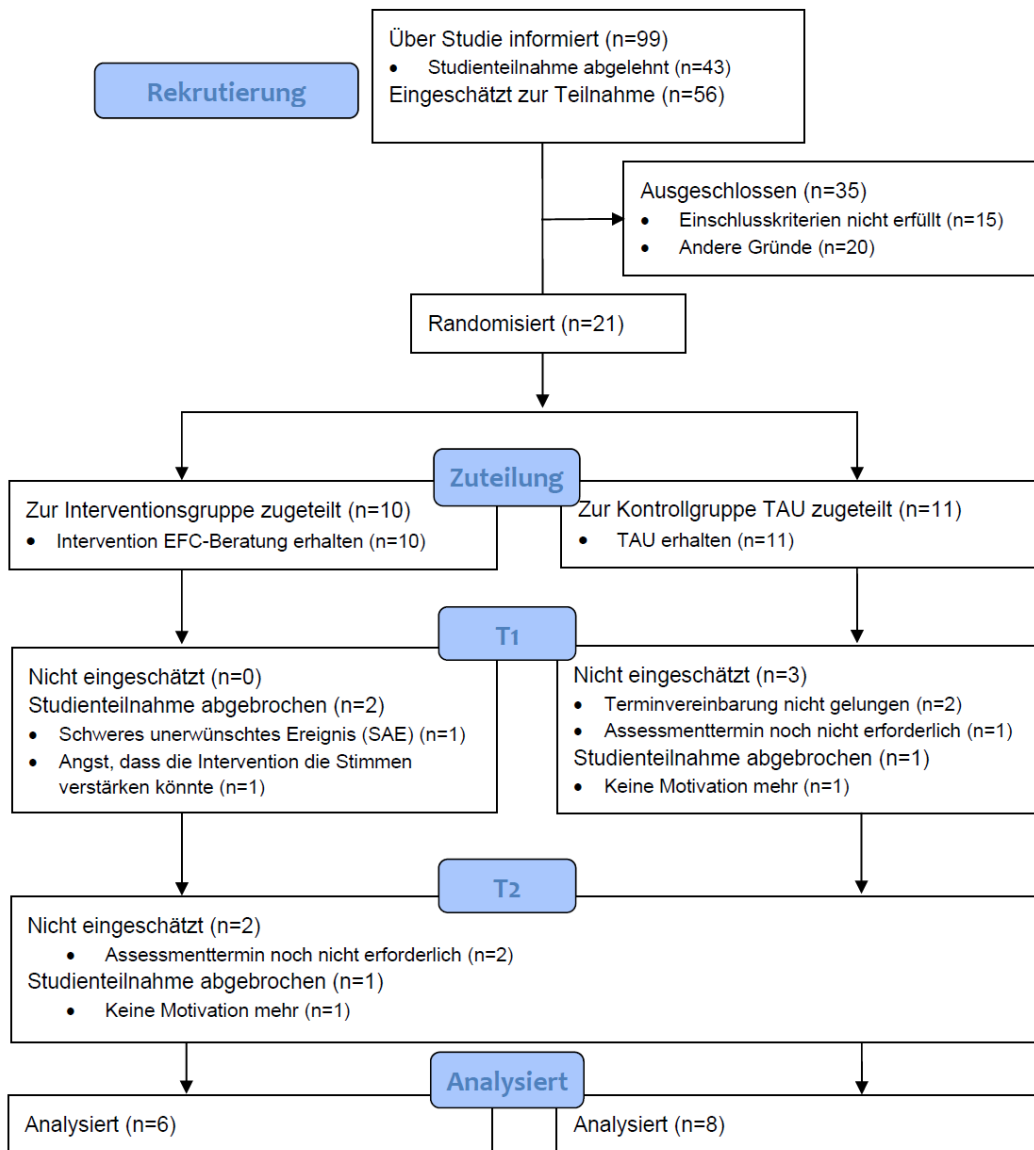 Über Studie informiert (n=99)
• Studienteilnahme abgelehnt (n=43)
Eingeschätzt zur Teilnahme (n=56)
Rekrutierung
Ausgeschlossen (n=35)
• Einschlusskriterien nicht erfüllt (n=15)
• Andere Gründe (n=20)
Randomisiert (n=21)
Zuteilung
Zur Interventionsgruppe zugeteilt (n=10)
• Intervention EFC-Beratung erhalten (n=10)
Zur Kontrollgruppe TAU zugeteilt (n=11)
• TAU erhalten (n=11)
T1
Nicht eingeschätzt (n=0)
Studienteilnahme abgebrochen (n=2)
• Schweres unerwünschtes Ereignis (SAE) (n=1)
• Angst, dass die Intervention die Stimmen
verstärken könnte (n=1)
Nicht eingeschätzt (n=3)
• Terminvereinbarung nicht gelungen (n=2)
• Assessmenttermin noch nicht erforderlich (n=1)
Studienteilnahme abgebrochen (n=1)
• Keine Motivation mehr (n=1)
T2
Nicht eingeschätzt (n=2)
• Assessmenttermin noch nicht erforderlich (n=2)
Studienteilnahme abgebrochen (n=1)
• Keine Motivation mehr (n=1)
Analysiert
Analysiert (n=6)
Analysiert (n=8)